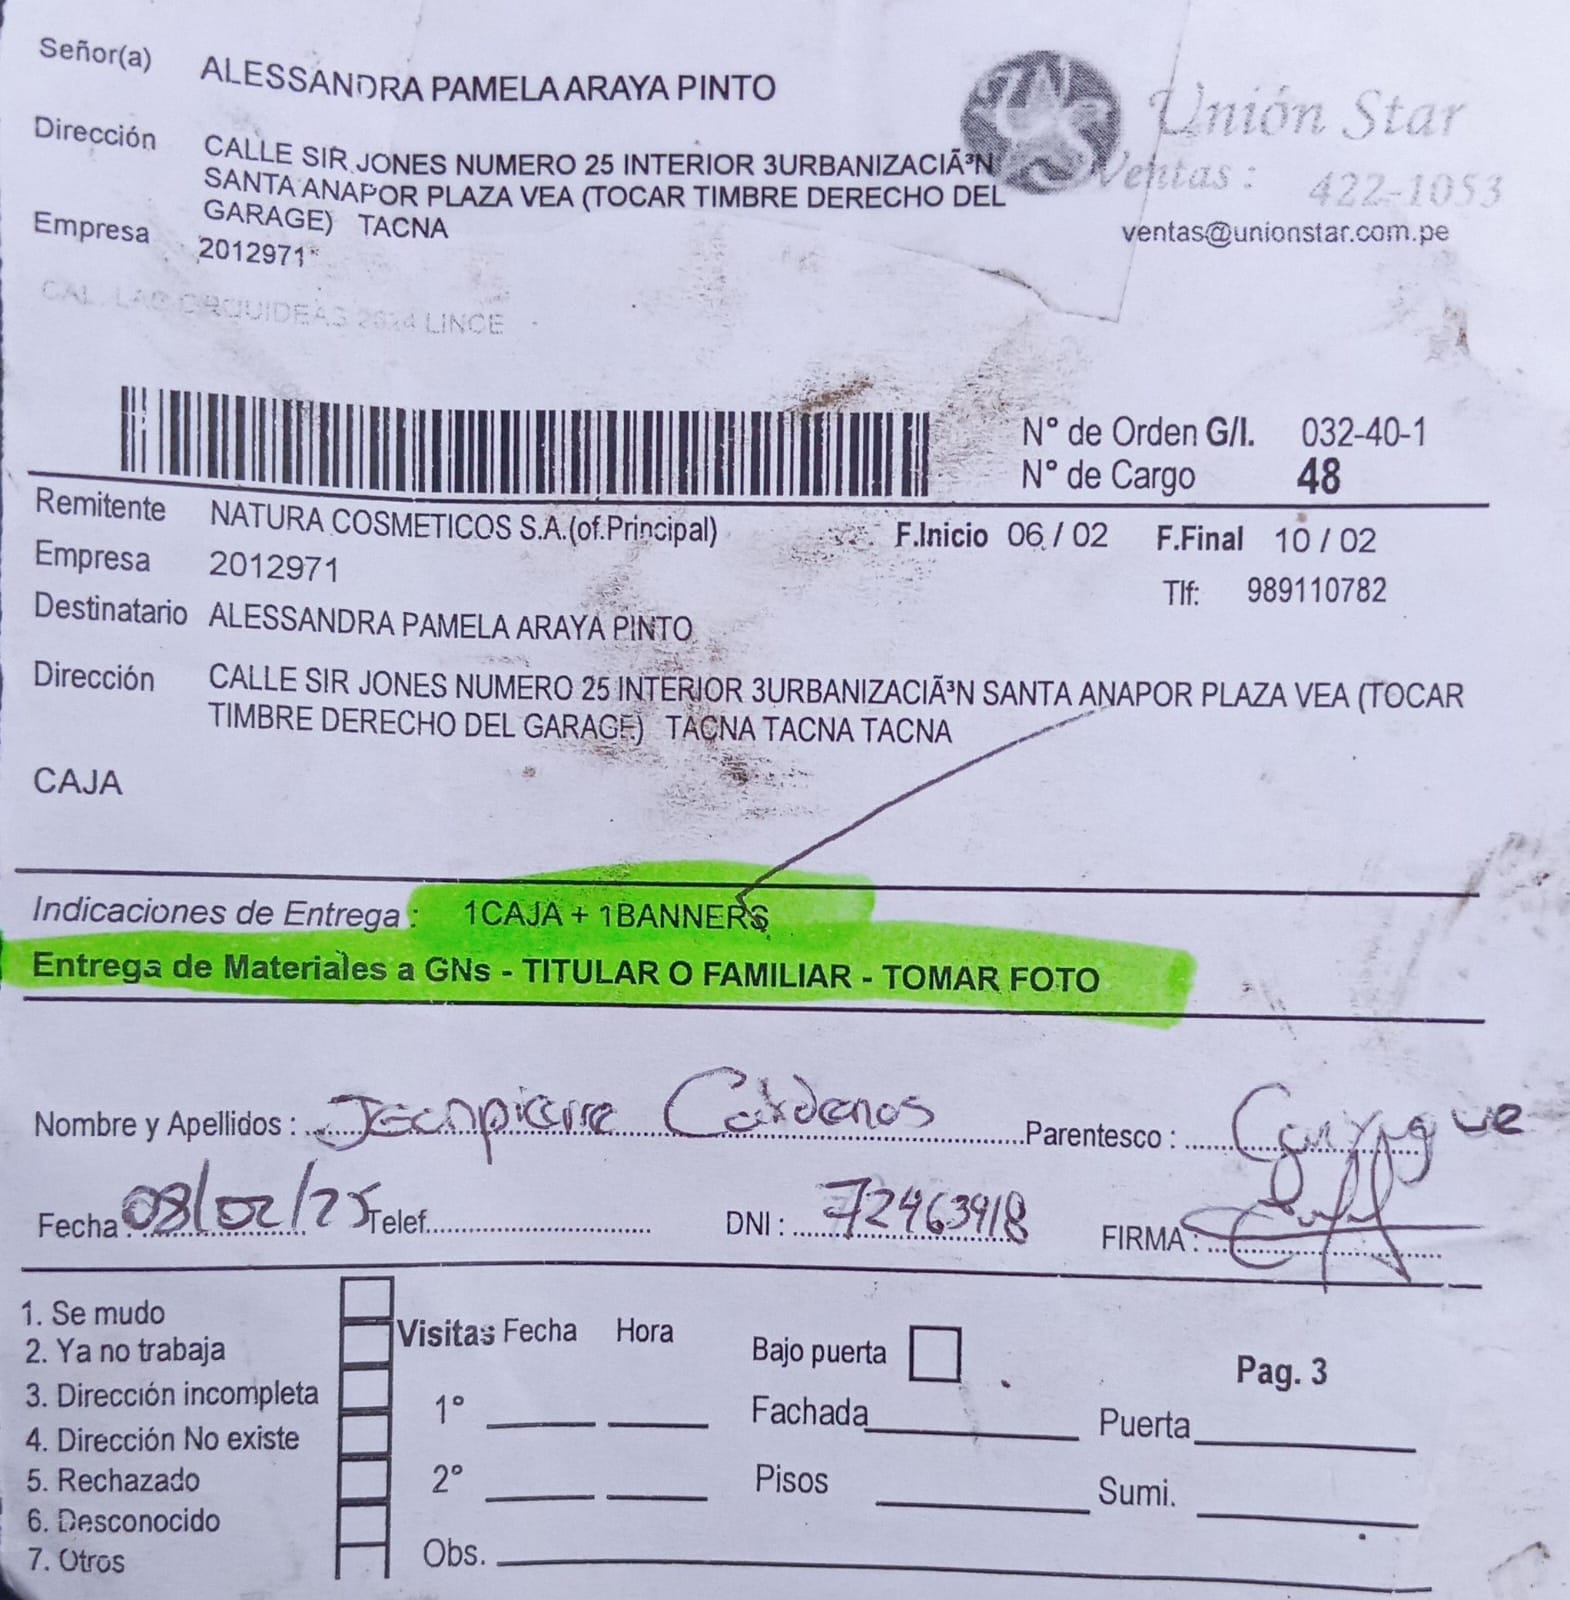 Señor(a) ALESSANDRA PAMELA ARAYA PINTO
Unión Star
Ventas : 422-1053
ventas@unionstar.com.pe
Dirección CALLE SIR JONES NUMERO 25 INTERIOR 3URBANIZACIÃ³N
SANTA ANAPOR PLAZA VEA (TOCAR TIMBRE DERECHO DEL
GARAGE) TACNA
Empresa 2012971
CAL. LAS ORQUIDEAS LINCE
N° de Orden G/I. 032-40-1
N° de Cargo 48
Remitente NATURA COSMETICOS S.A.(of.Principal) F.Inicio 06 / 02 F.Final 10 / 02
Empresa 2012971 Tlf: 989110782
Destinatario ALESSANDRA PAMELA ARAYA PINTO
Dirección CALLE SIR JONES NUMERO 25 INTERIOR 3URBANIZACIÃ³N SANTA ANAPOR PLAZA VEA (TOCAR
TIMBRE DERECHO DEL GARAGE) TACNA TACNA TACNA
CAJA
Indicaciones de Entrega : 1CAJA + 1BANNERS
Entrega de Materiales a GNs - TITULAR O FAMILIAR - TOMAR FOTO
Nombre y Apellidos : Jeanpierre Cardenas Parentesco : Conyugue
Fecha : 08/02/25 Telef. DNI : 72463918 FIRMA :
1. Se mudo
2. Ya no trabaja
3. Dirección incompleta
4. Dirección No existe
5. Rechazado
6. Desconocido
7. Otros
Visitas Fecha Hora
1°
2°
Obs.
Bajo puerta
Fachada Puerta
Pisos Sumi.
Pag. 3